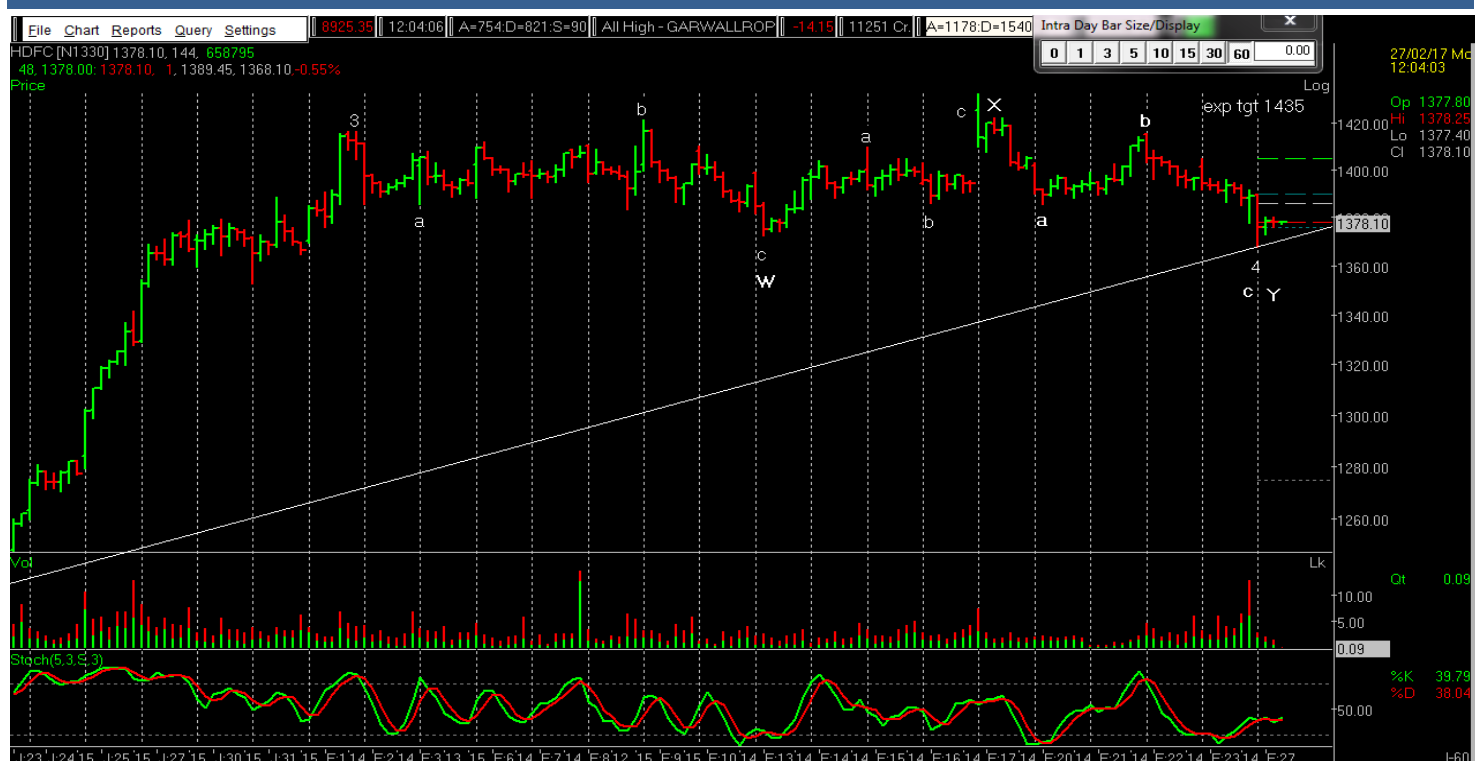 File Chart Reports Query Settings
8925.35 12:04:06 A=754:D=821:S=90 All High - GARWALLROP -14.15 11251 Cr. A=1178:D=1540
Intra Day Bar Size/Display X
0 1 3 5 10 15 30 60 0.00
HDFC [N1330] 1378.10, 144, 658795
48, 1378.00: 1378.10, 1, 1389.45, 1368.10,-0.55%
27/02/17 Mo
12:04:03
Price
Log
exp tgt 1435
Op 1377.80
Hi 1378.25
Lo 1377.40
Cl 1378.10
3
b
c X
b
a
a
b
a
c
W
4
c Y
1420.00
1400.00
1378.10
1360.00
1340.00
1320.00
1300.00
1280.00
1260.00
Vol
Lk
Qt 0.09
10.00
5.00
0.09
Stoch(5,3,S,3)
%K 39.79
%D 38.04
50.00
I-60